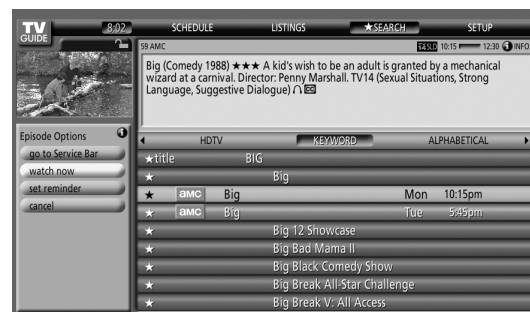 TV GUIDE 8:02 SCHEDULE LISTINGS ★SEARCH SETUP
59 AMC 10:15 12:30 INFO
Big (Comedy 1988) ★★★ A kid's wish to be an adult is granted by a mechanical
wizard at a carnival. Director: Penny Marshall. TV14 (Sexual Situations, Strong
Language, Suggestive Dialogue)
Episode Options
go to Service Bar
watch now
set reminder
cancel
HDTV KEYWORD ALPHABETICAL
★title BIG
★ Big
★ amc Big Mon 10:15pm
★ amc Big Tue 5:45pm
★ Big 12 Showcase
★ Big Bad Mama II
★ Big Black Comedy Show
★ Big Break All-Star Challenge
★ Big Break V: All Access